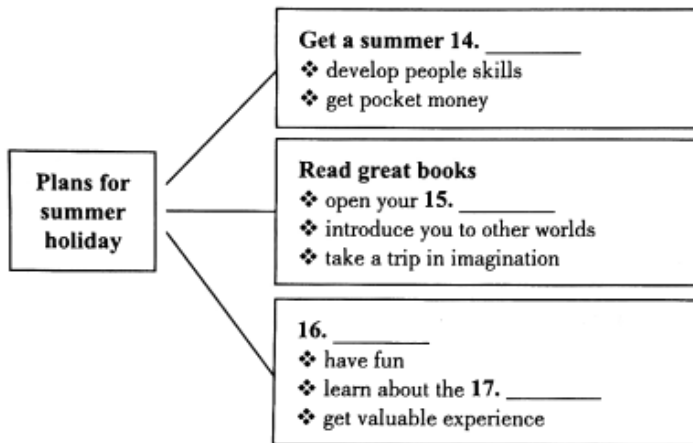 Plans for
summer
holiday
Get a summer 14. ________
❖ develop people skills
❖ get pocket money
Read great books
❖ open your 15. ________
❖ introduce you to other worlds
❖ take a trip in imagination
16. ________
❖ have fun
❖ learn about the 17. ________
❖ get valuable experience